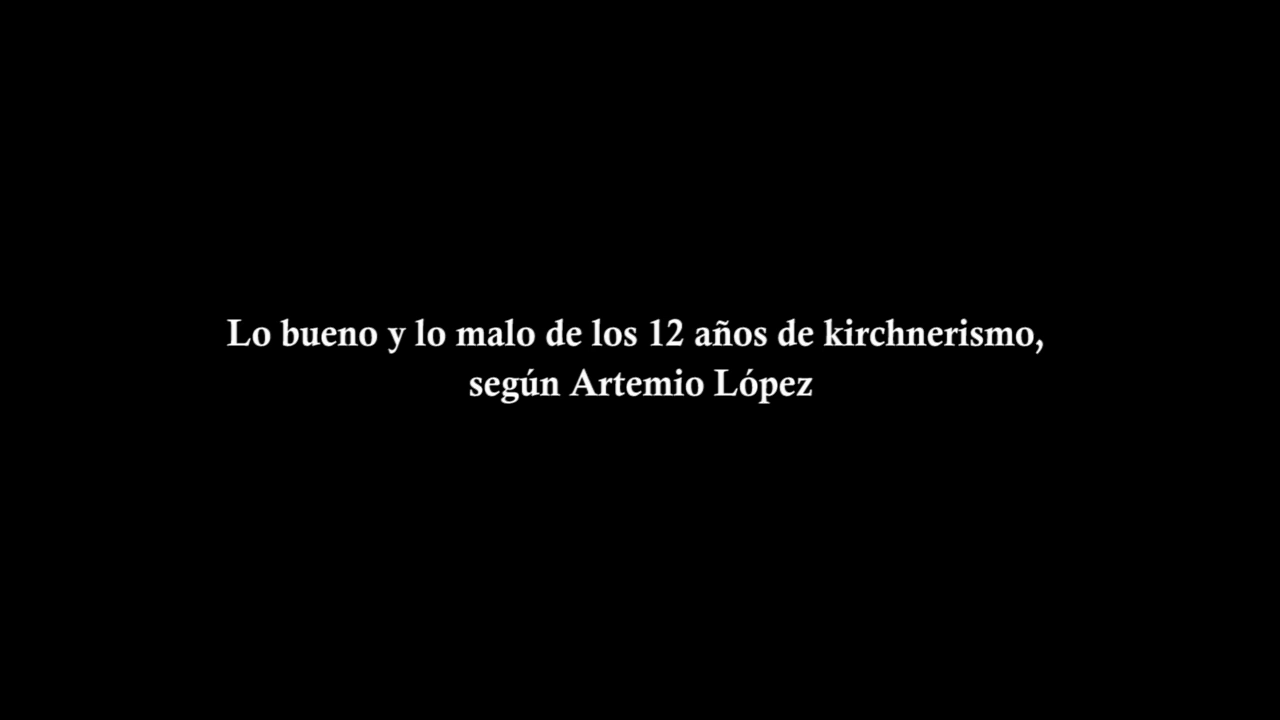 Lo bueno y lo malo de los 12 años de kirchnerismo,
según Artemio López